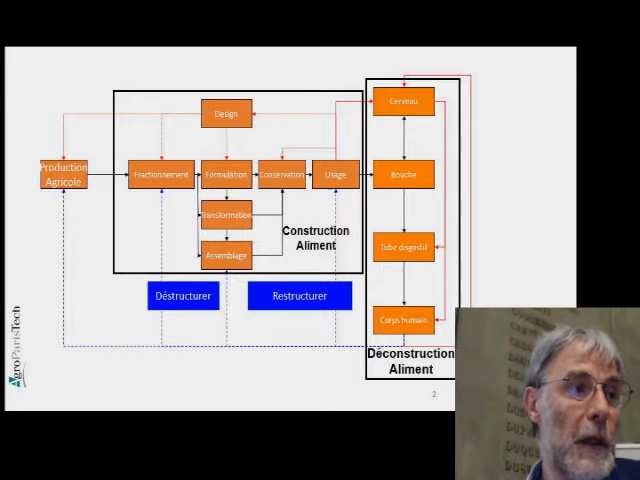 Design
Cerveau
Production
Agricole
Fractionnement
Formulation
Conservation
Usage
Bouche
Transformation
Construction
Aliment
Assemblage
Tube disgestif
Déstructurer
Restructurer
Corps humain
Déconstruction
Aliment
AgroParisTech
2